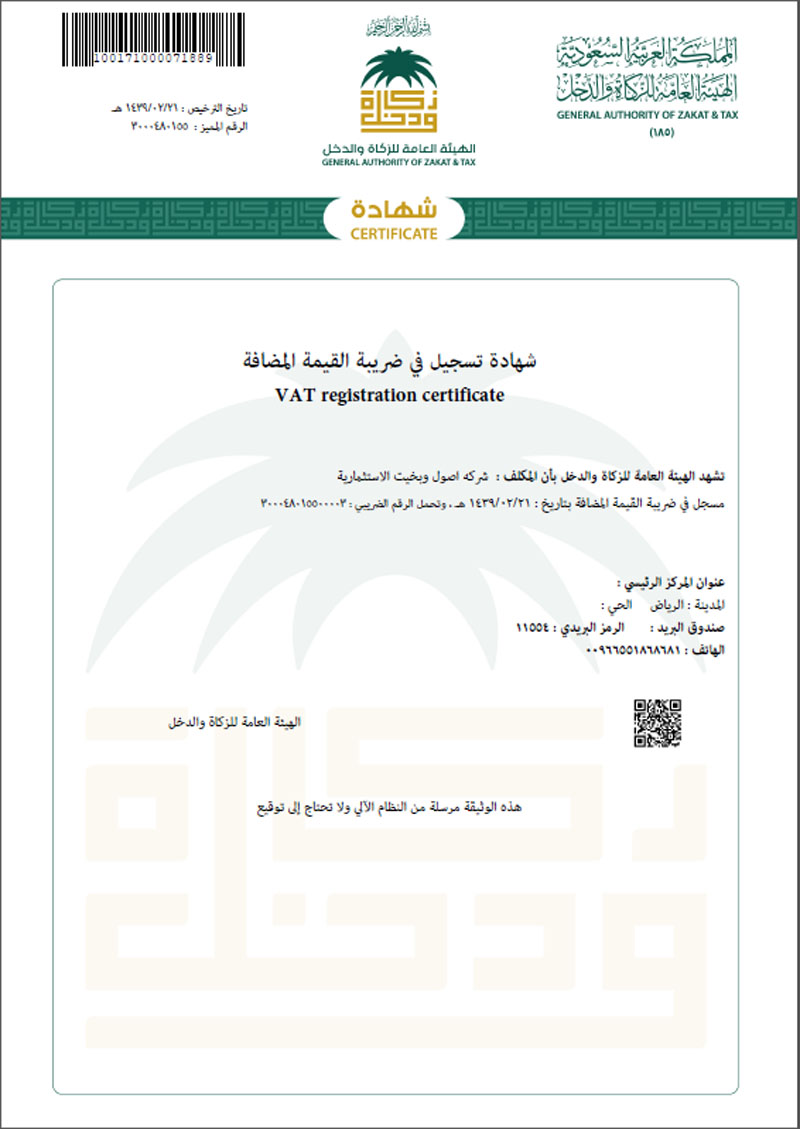 100171000071889
تاريخ الترخيص : ١٤٣٩/٠٢/٢١ هـ
الرقم المميز : ٣٠٠٠٤٨٠١٥٥
بسم الله الرحمن الرحيم
زكاة
ودخل
الهيئة العامة للزكاة والدخل
GENERAL AUTHORITY OF ZAKAT & TAX
المملكة العربية السعودية
الهيئة العامة للزكاة والدخل
GENERAL AUTHORITY OF ZAKAT & TAX
(١٨٥)
شهادة
CERTIFICATE
شهادة تسجيل في ضريبة القيمة المضافة
VAT registration certificate
تشهد الهيئة العامة للزكاة والدخل بأن المكلف : شركه اصول وبخيت الاستثمارية
مسجل في ضريبة القيمة المضافة بتاريخ : ١٤٣٩/٠٢/٢١ هـ ، وتحمل الرقم الضريبي : ٣٠٠٠٤٨٠١٥٥٠٠٠٠٣
عنوان المركز الرئيسي :
المدينة : الرياض الحي :
صندوق البريد : الرمز البريدي : ١١٥٥٤
الهاتف : ٠٠٩٦٦٥٥١٨٦٨٦٨١
الهيئة العامة للزكاة والدخل
هذه الوثيقة مرسلة من النظام الآلي ولا تحتاج إلى توقيع